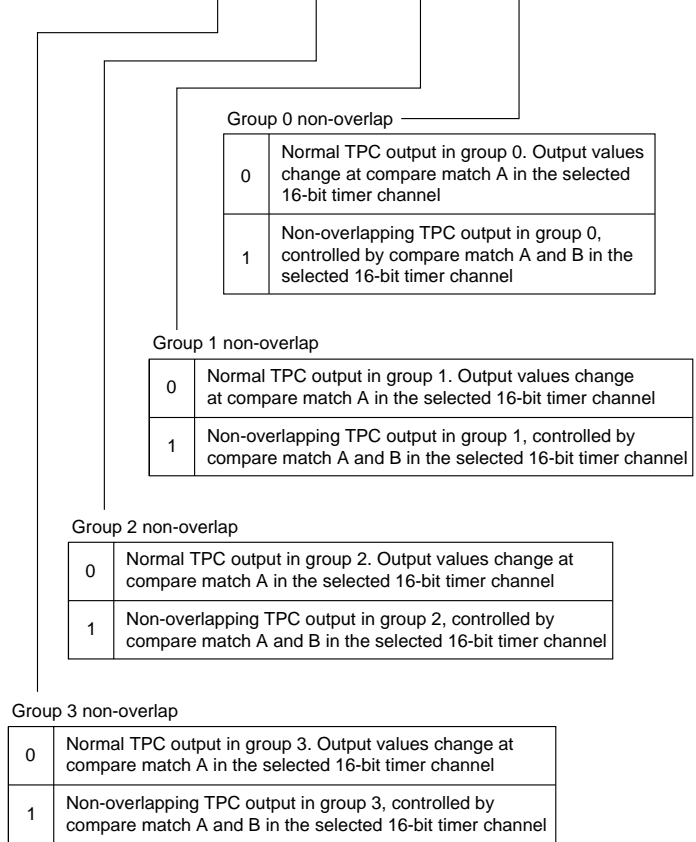 Group 0 non-overlap
0
Normal TPC output in group 0. Output values
change at compare match A in the selected
16-bit timer channel
1
Non-overlapping TPC output in group 0,
controlled by compare match A and B in the
selected 16-bit timer channel
Group 1 non-overlap
0
Normal TPC output in group 1. Output values change
at compare match A in the selected 16-bit timer channel
1
Non-overlapping TPC output in group 1, controlled by
compare match A and B in the selected 16-bit timer channel
Group 2 non-overlap
0
Normal TPC output in group 2. Output values change at
compare match A in the selected 16-bit timer channel
1
Non-overlapping TPC output in group 2, controlled by
compare match A and B in the selected 16-bit timer channel
Group 3 non-overlap
0
Normal TPC output in group 3. Output values change at
compare match A in the selected 16-bit timer channel
1
Non-overlapping TPC output in group 3, controlled by
compare match A and B in the selected 16-bit timer channel